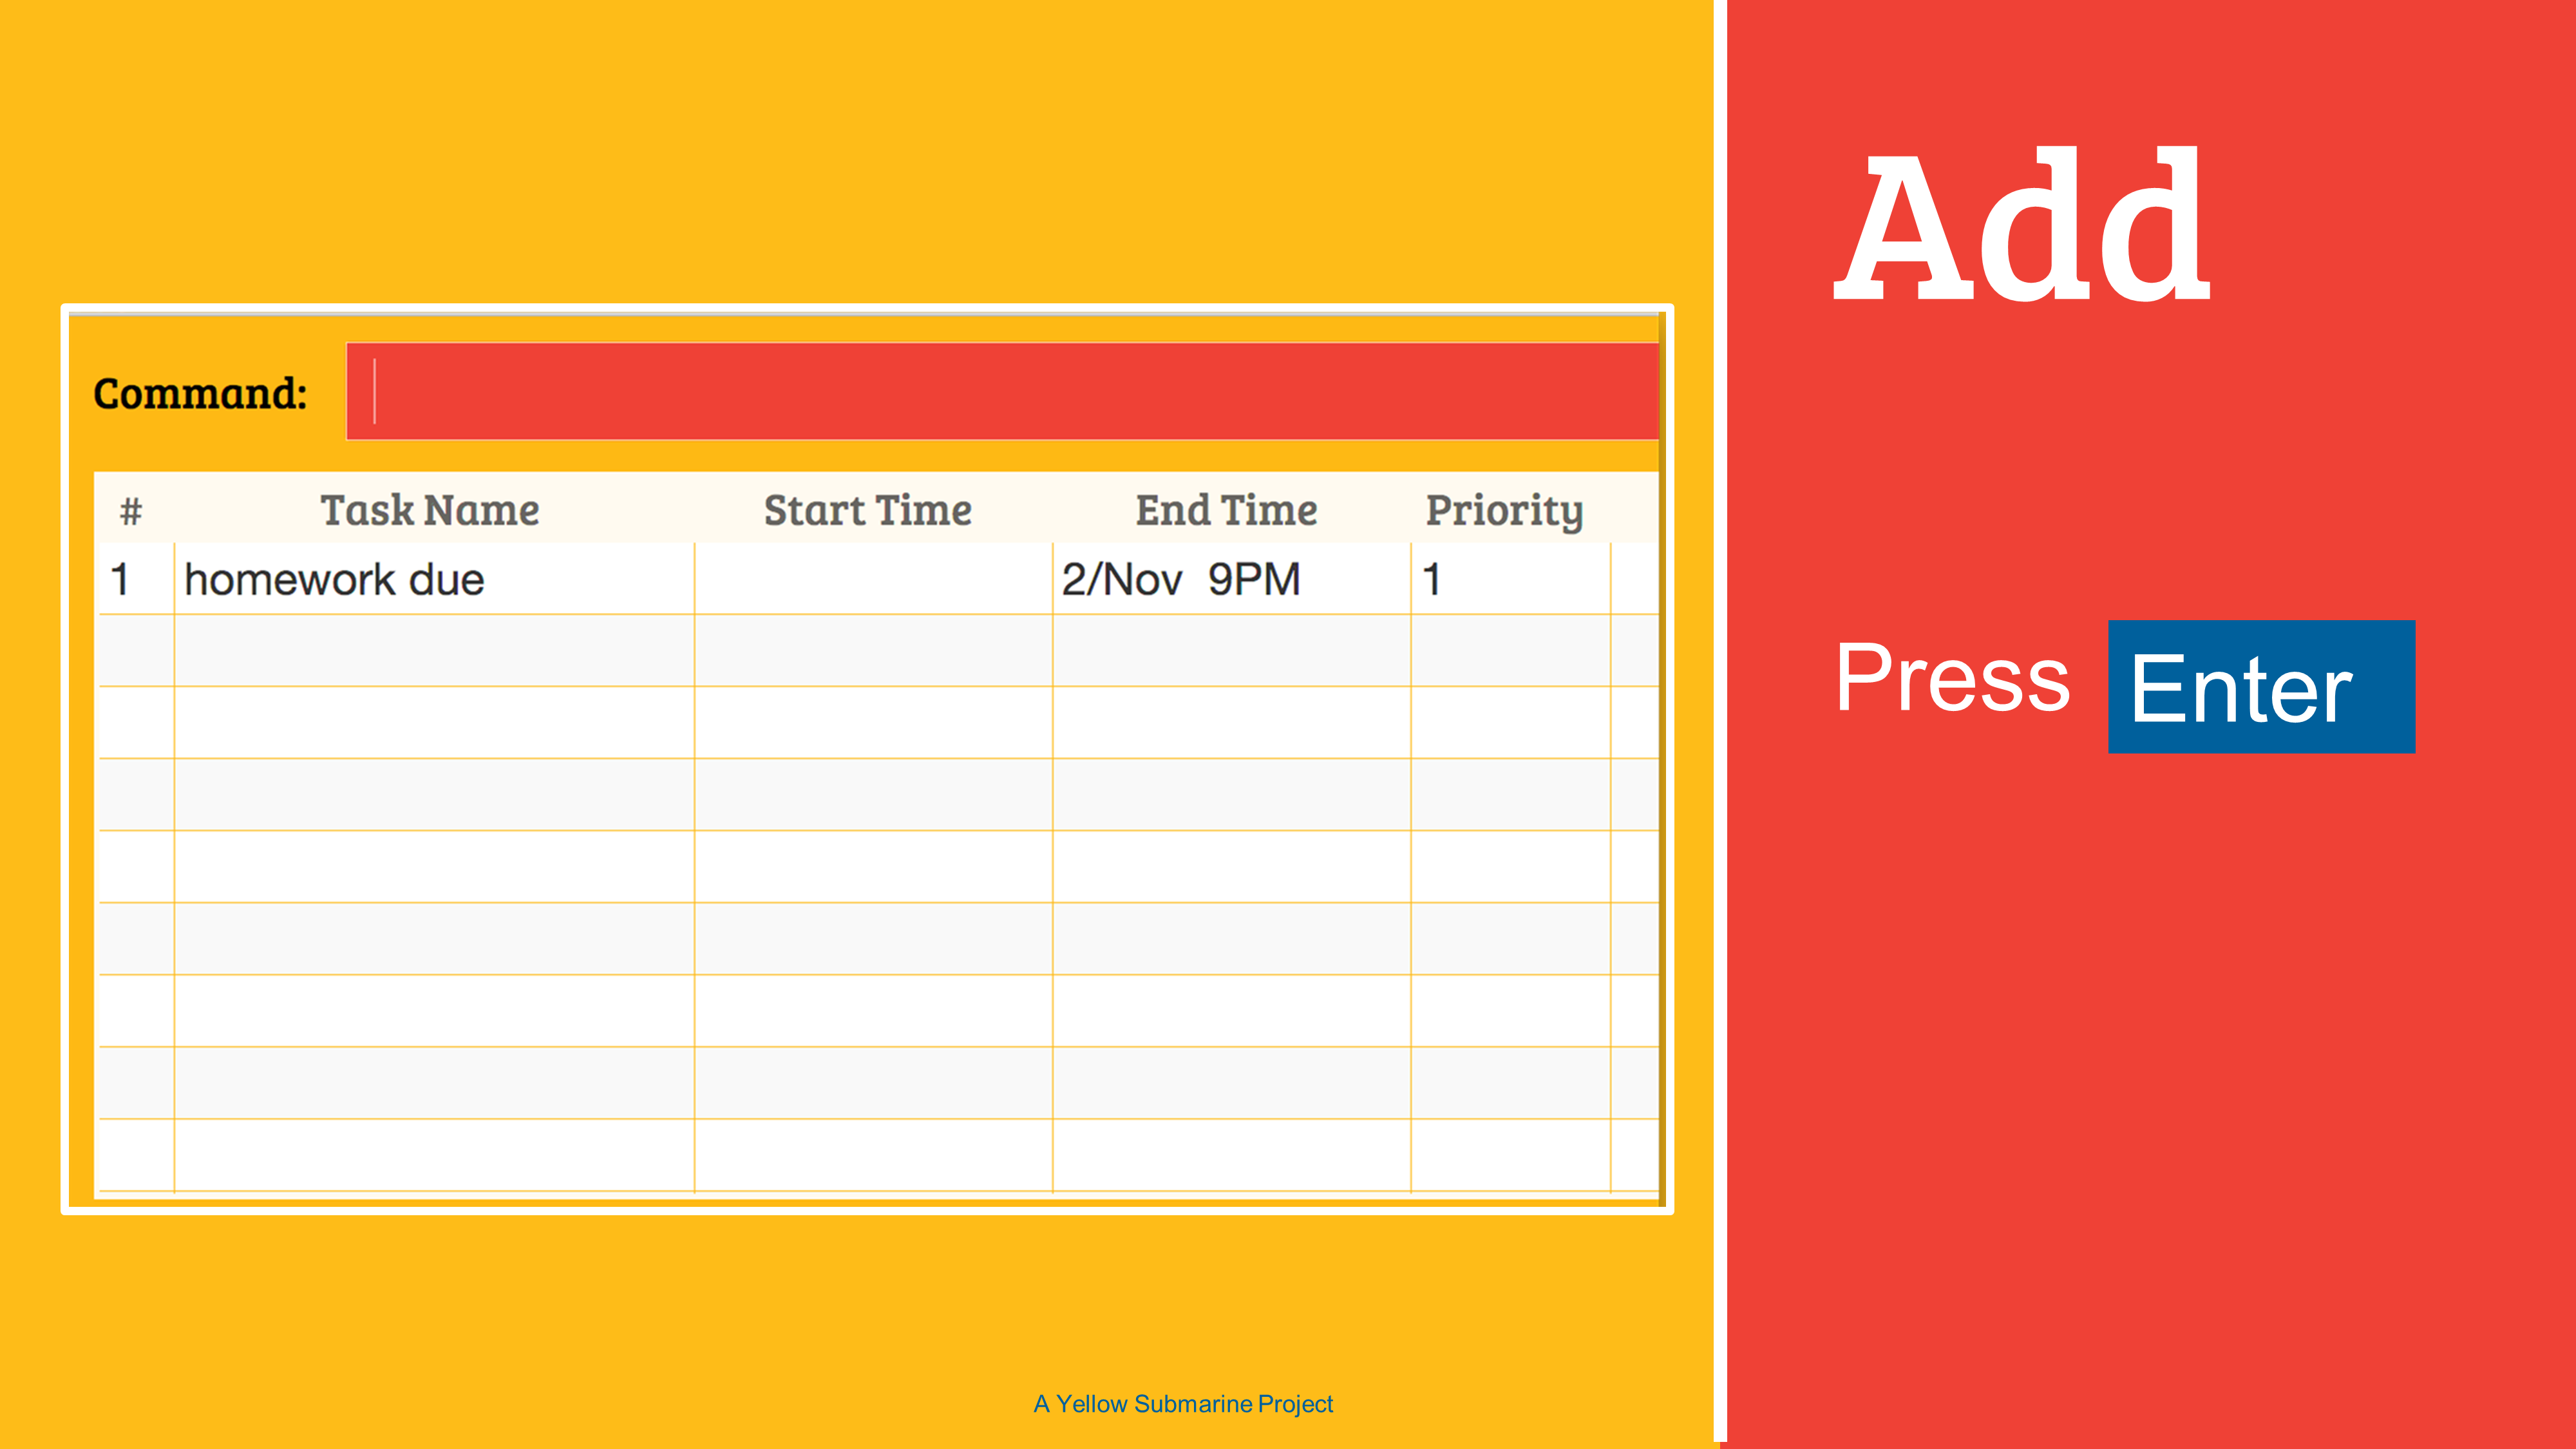 Add
Command:
# Task Name Start Time End Time Priority
1 homework due 2/Nov 9PM 1
Press Enter
A Yellow Submarine Project